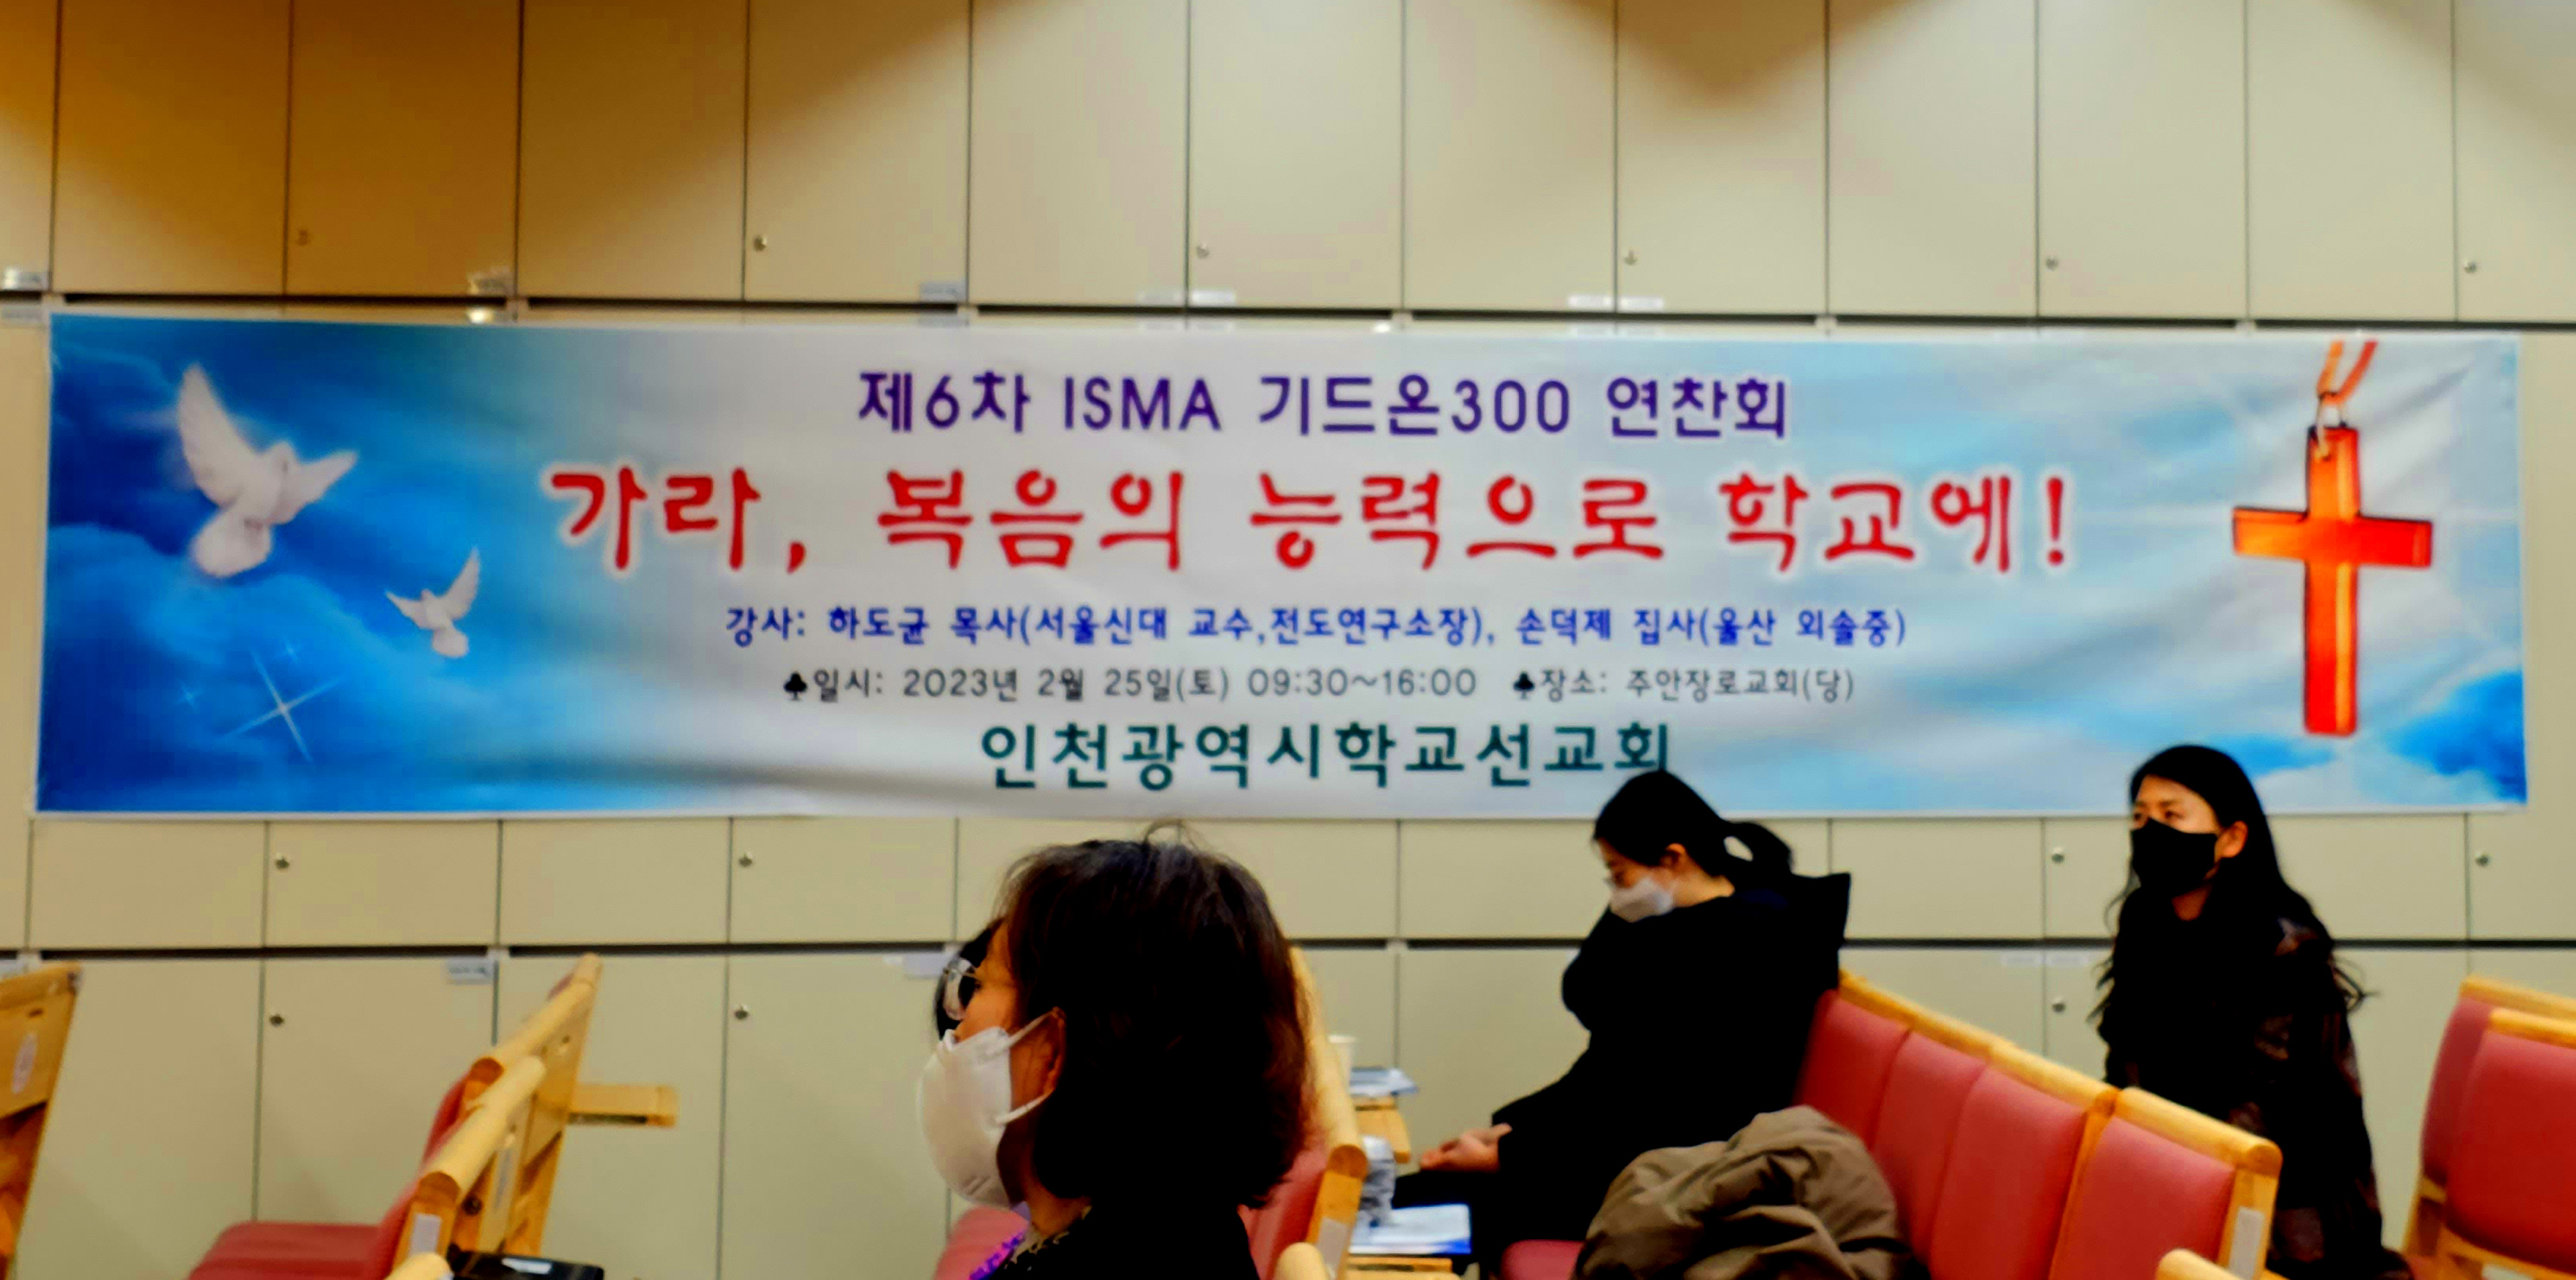 제6차 ISMA 기드온300 연찬회
가라, 복음의 능력으로 학교에!
강사: 하도균 목사(서울신대 교수,전도연구소장), 손덕제 집사(울산 외솔중)
♣일시: 2023년 2월 25일(토) 09:30~16:00 ♣장소: 주안장로교회(당)
인천광역시학교선교회